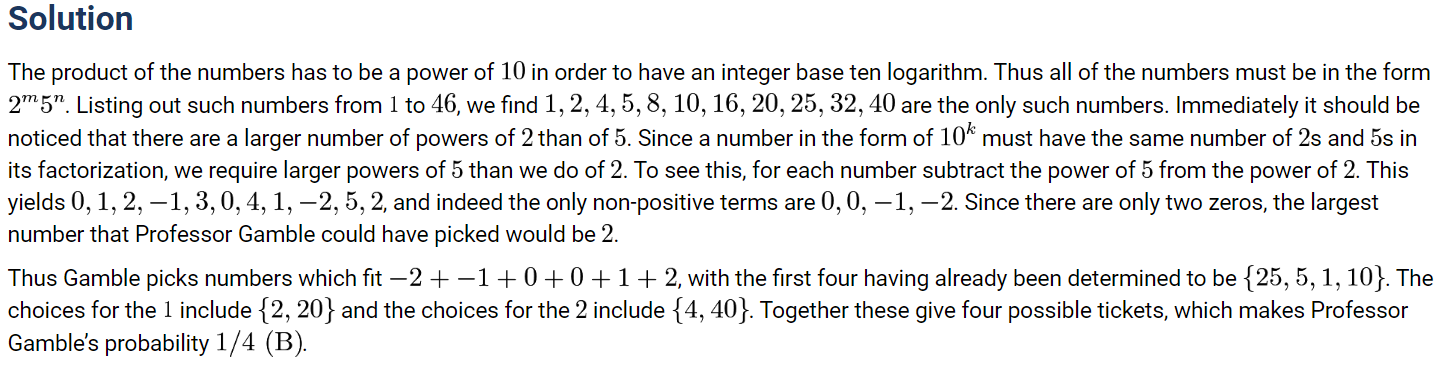 Solution
The product of the numbers has to be a power of 10 in order to have an integer base ten logarithm. Thus all of the numbers must be in the form
2^m5^n. Listing out such numbers from 1 to 46, we find 1, 2, 4, 5, 8, 10, 16, 20, 25, 32, 40 are the only such numbers. Immediately it should be
noticed that there are a larger number of powers of 2 than of 5. Since a number in the form of 10^k must have the same number of 2s and 5s in
its factorization, we require larger powers of 5 than we do of 2. To see this, for each number subtract the power of 5 from the power of 2. This
yields 0, 1, 2, −1, 3, 0, 4, 1, −2, 5, 2, and indeed the only non-positive terms are 0, 0, −1, −2. Since there are only two zeros, the largest
number that Professor Gamble could have picked would be 2.
Thus Gamble picks numbers which fit −2 + −1 + 0 + 0 + 1 + 2, with the first four having already been determined to be {25, 5, 1, 10}. The
choices for the 1 include {2, 20} and the choices for the 2 include {4, 40}. Together these give four possible tickets, which makes Professor
Gamble's probability 1/4 (B).